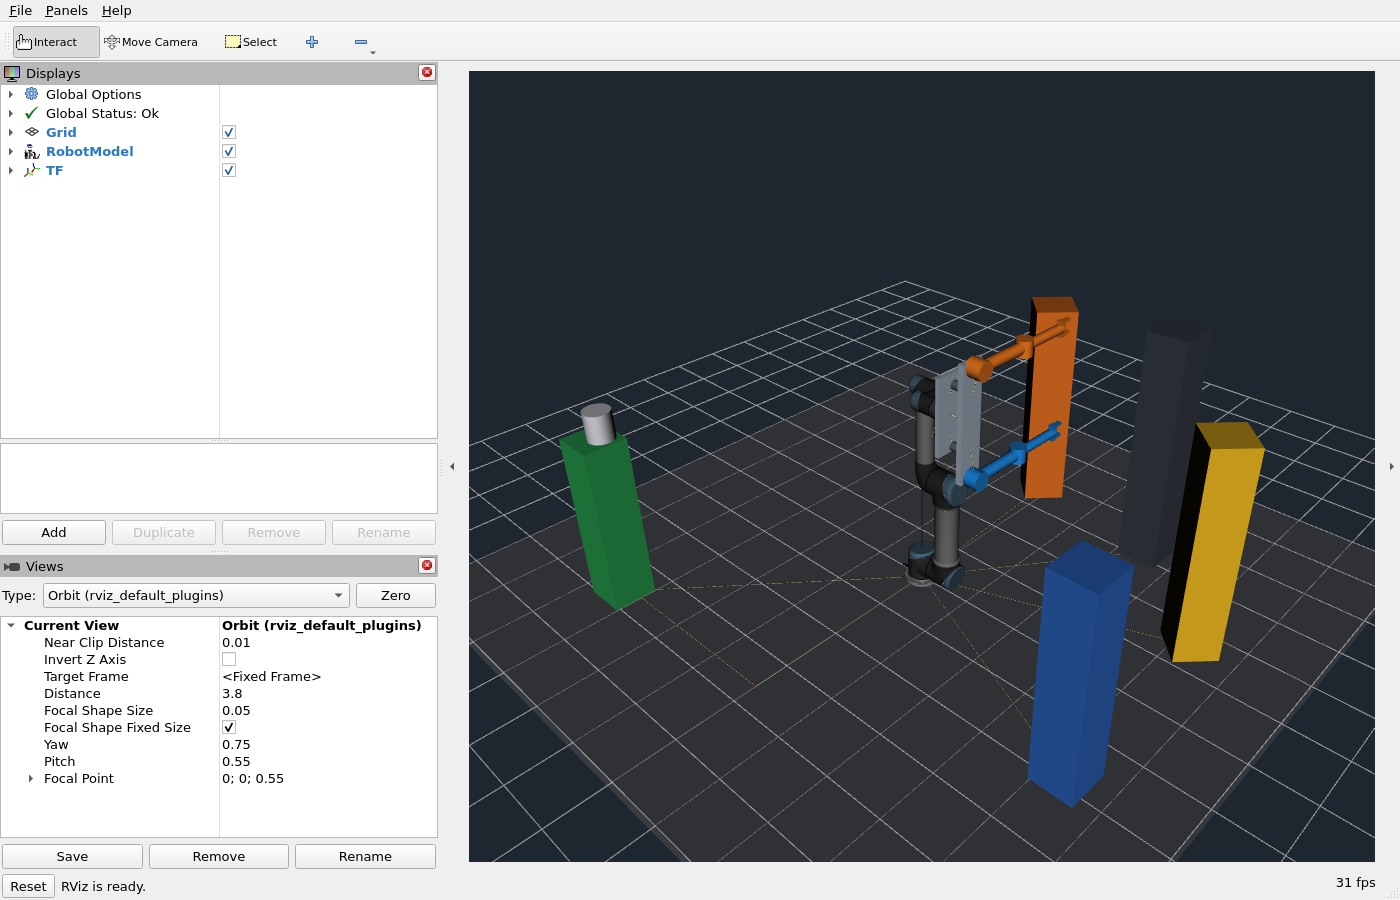 File Panels Help
Interact Move Camera Select
Displays
Global Options
Global Status: Ok
Grid
RobotModel
TF
Add Duplicate Remove Rename
Views
Type: Orbit (rviz_default_plugins) Zero
Current View Orbit (rviz_default_plugins)
Near Clip Distance 0.01
Invert Z Axis
Target Frame <Fixed Frame>
Distance 3.8
Focal Shape Size 0.05
Focal Shape Fixed Size
Yaw 0.75
Pitch 0.55
Focal Point 0; 0; 0.55
Save Remove Rename
Reset RViz is ready. 31 fps